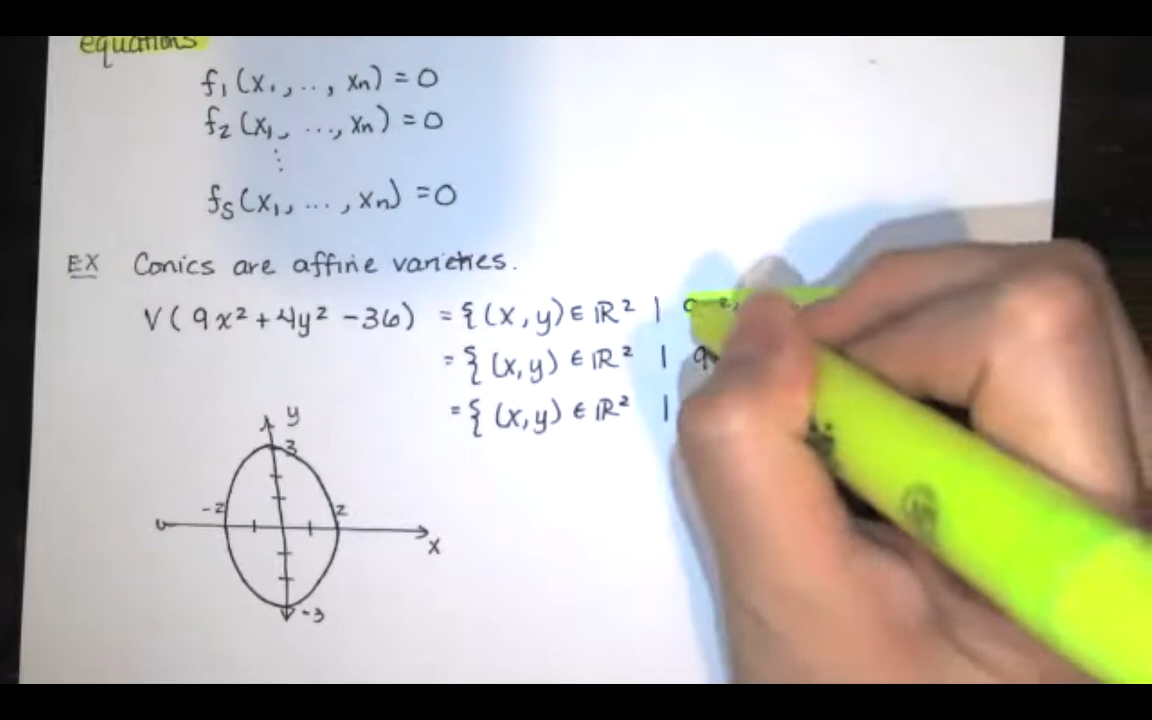 equations
f₁(x₁, .., xn) = 0
f₂(x₁, ..., xn) = 0
⋮
fs(x₁, ..., xn) = 0
EX Conics are affine varieties.
V(9x² + 4y² - 36) = {(x, y) ∈ ℝ² |
= {(x, y) ∈ ℝ² | 9
= {(x, y) ∈ ℝ² |
y
3
-2 2
x
-3